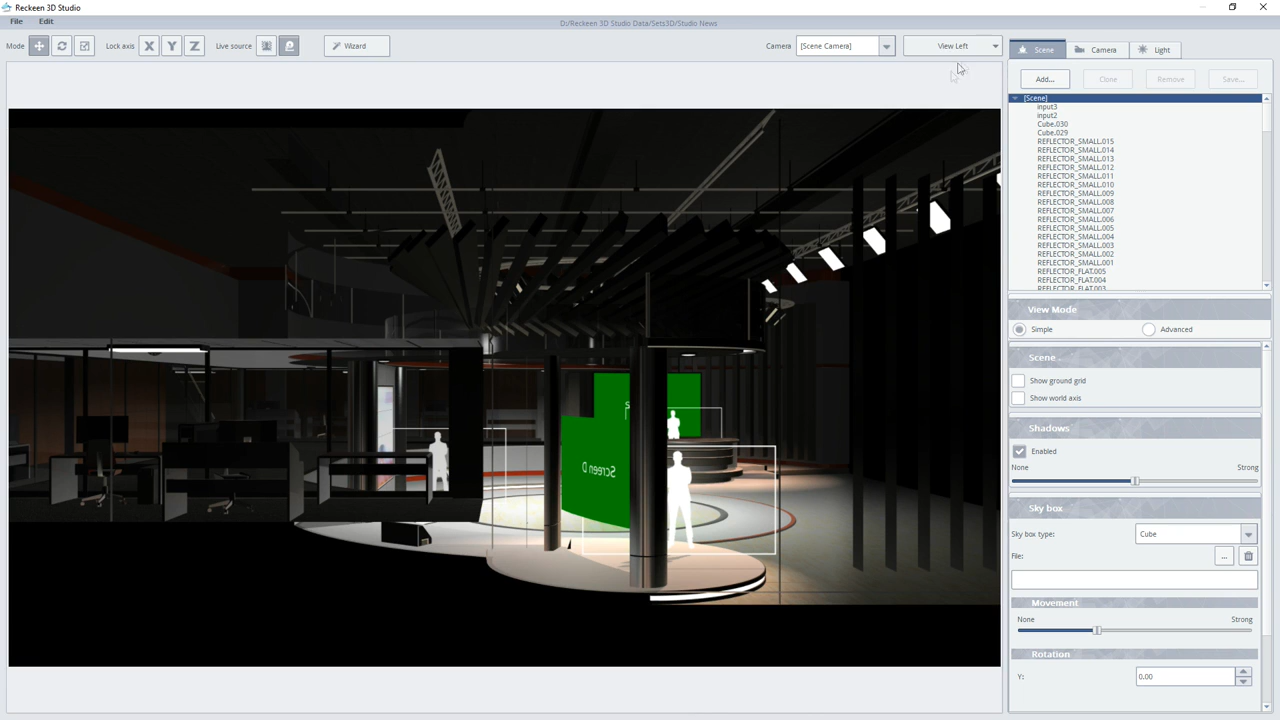 Reckeen 3D Studio
File Edit
D:/Reckeen 3D Studio Data/Sets3D/Studio News
Mode Lock axis X Y Z Live source Wizard Camera [Scene Camera] View Left
Scene Camera Light
Add... Clone Remove Save...
[Scene]
input3
input2
Cube.030
Cube.029
REFLECTOR_SMALL.015
REFLECTOR_SMALL.014
REFLECTOR_SMALL.013
REFLECTOR_SMALL.012
REFLECTOR_SMALL.011
REFLECTOR_SMALL.010
REFLECTOR_SMALL.009
REFLECTOR_SMALL.008
REFLECTOR_SMALL.007
REFLECTOR_SMALL.006
REFLECTOR_SMALL.005
REFLECTOR_SMALL.004
REFLECTOR_SMALL.003
REFLECTOR_SMALL.002
REFLECTOR_SMALL.001
REFLECTOR_FLAT.005
REFLECTOR_FLAT.004
REFLECTOR_FLAT.003
View Mode
Simple Advanced
Scene
Show ground grid
Show world axis
Shadows
Enabled
None Strong
Sky box
Sky box type: Cube
File: ...
Movement
None Strong
Rotation
Y: 0.00
Screen D